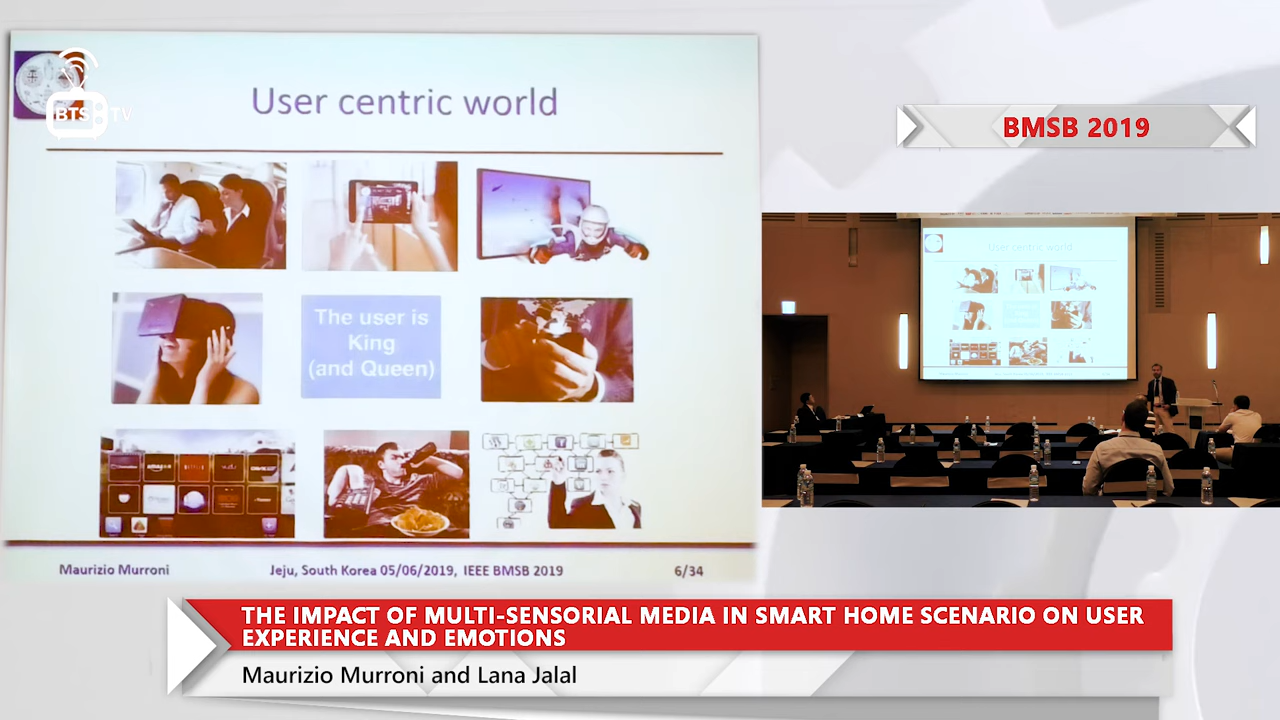 BTS TV
User centric world
The user is
King
(and Queen)
Maurizio Murroni
Jeju, South Korea 05/06/2019, IEEE BMSB 2019
6/34
BMSB 2019
User centric world
THE IMPACT OF MULTI-SENSORIAL MEDIA IN SMART HOME SCENARIO ON USER
EXPERIENCE AND EMOTIONS
Maurizio Murroni and Lana Jalal